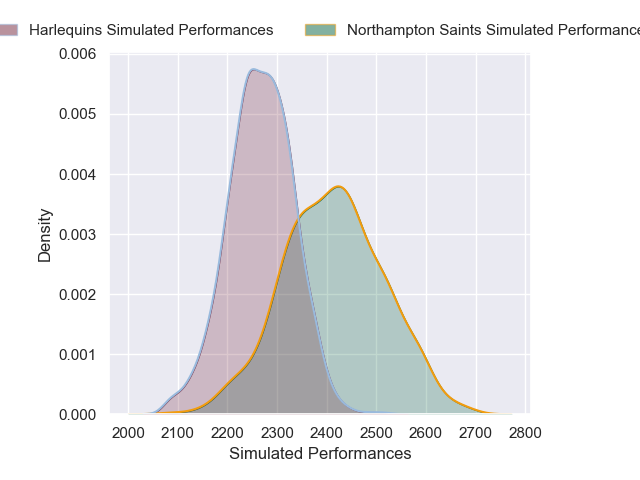 Harlequins Simulated Performances Northampton Saints Simulated Performance
0.006
0.005
0.004
0.003
0.002
0.001
0.000
Density
2000 2100 2200 2300 2400 2500 2600 2700 2800
Simulated Performances